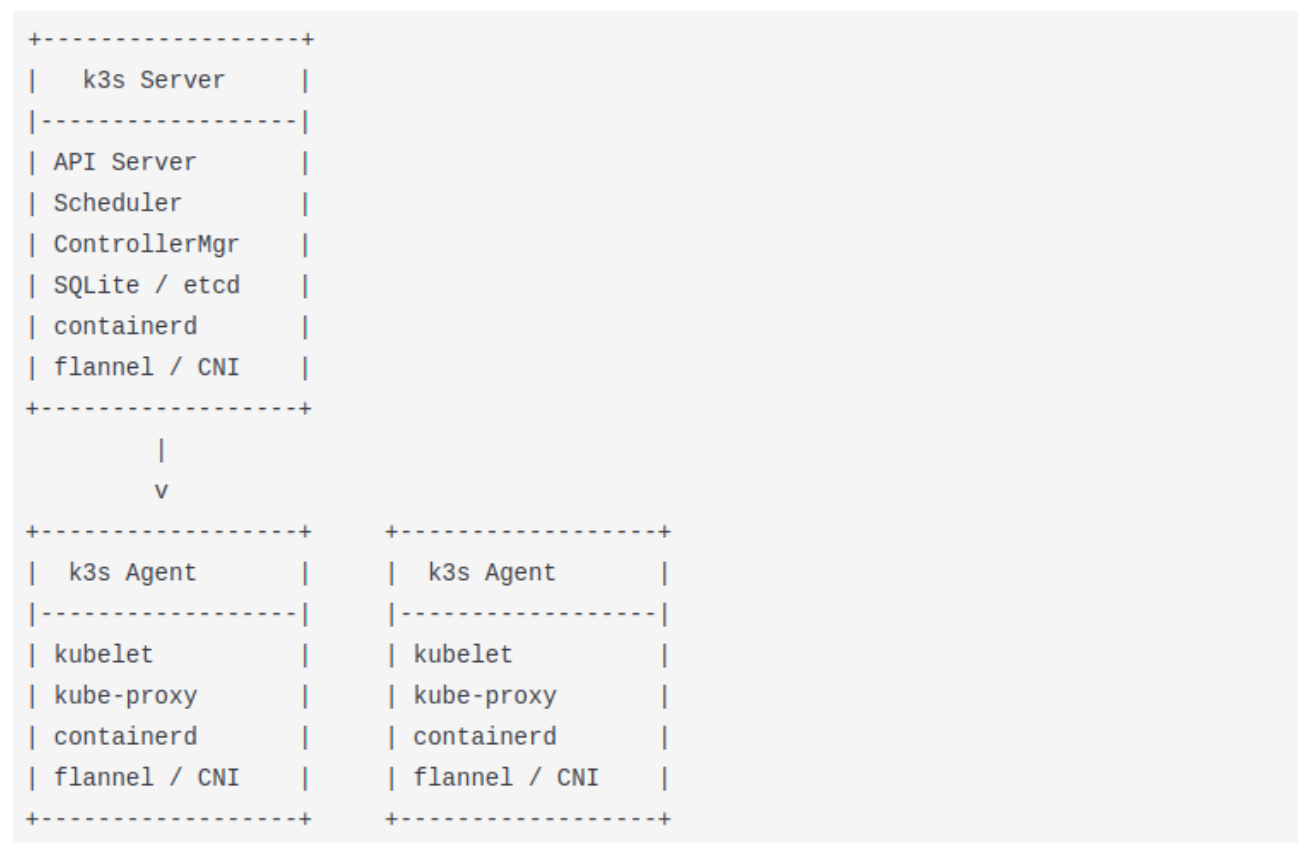 +------------------+
|   k3s Server     |
|------------------|
| API Server       |
| Scheduler        |
| ControllerMgr    |
| SQLite / etcd    |
| containerd       |
| flannel / CNI    |
+------------------+
         |
         v
+------------------+     +------------------+
|  k3s Agent       |     |  k3s Agent       |
|------------------|     |------------------|
| kubelet          |     | kubelet          |
| kube-proxy       |     | kube-proxy       |
| containerd       |     | containerd       |
| flannel / CNI    |     | flannel / CNI    |
+------------------+     +------------------+